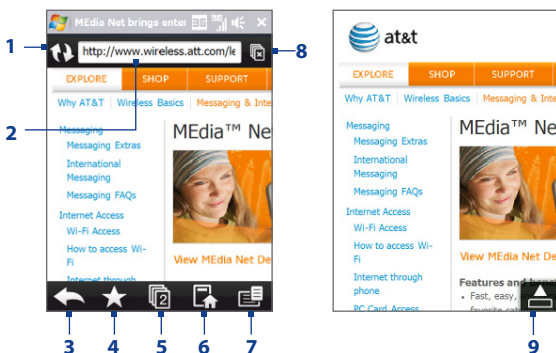 MEdia Net brings enter
http://www.wireless.att.com/le
1
8
2
EXPLORE SHOP SUPPORT
Why AT&T Wireless Basics Messaging & Inte
Messaging
Messaging Extras
International
Messaging
Messaging FAQs
Internet Access
Wi-Fi Access
How to access Wi-
Fi
Internet through
MEdia™ Ne
View MEdia Net De
2
3 4 5 6 7
at&t
EXPLORE SHOP SUPPORT
Why AT&T Wireless Basics Messaging & Inte
Messaging
Messaging Extras
International
Messaging
Messaging FAQs
Internet Access
Wi-Fi Access
How to access Wi-
Fi
Internet through
phone
PC Card Access
MEdia™ Ne
View MEdia Net De
Features and
Fast, easy,
9